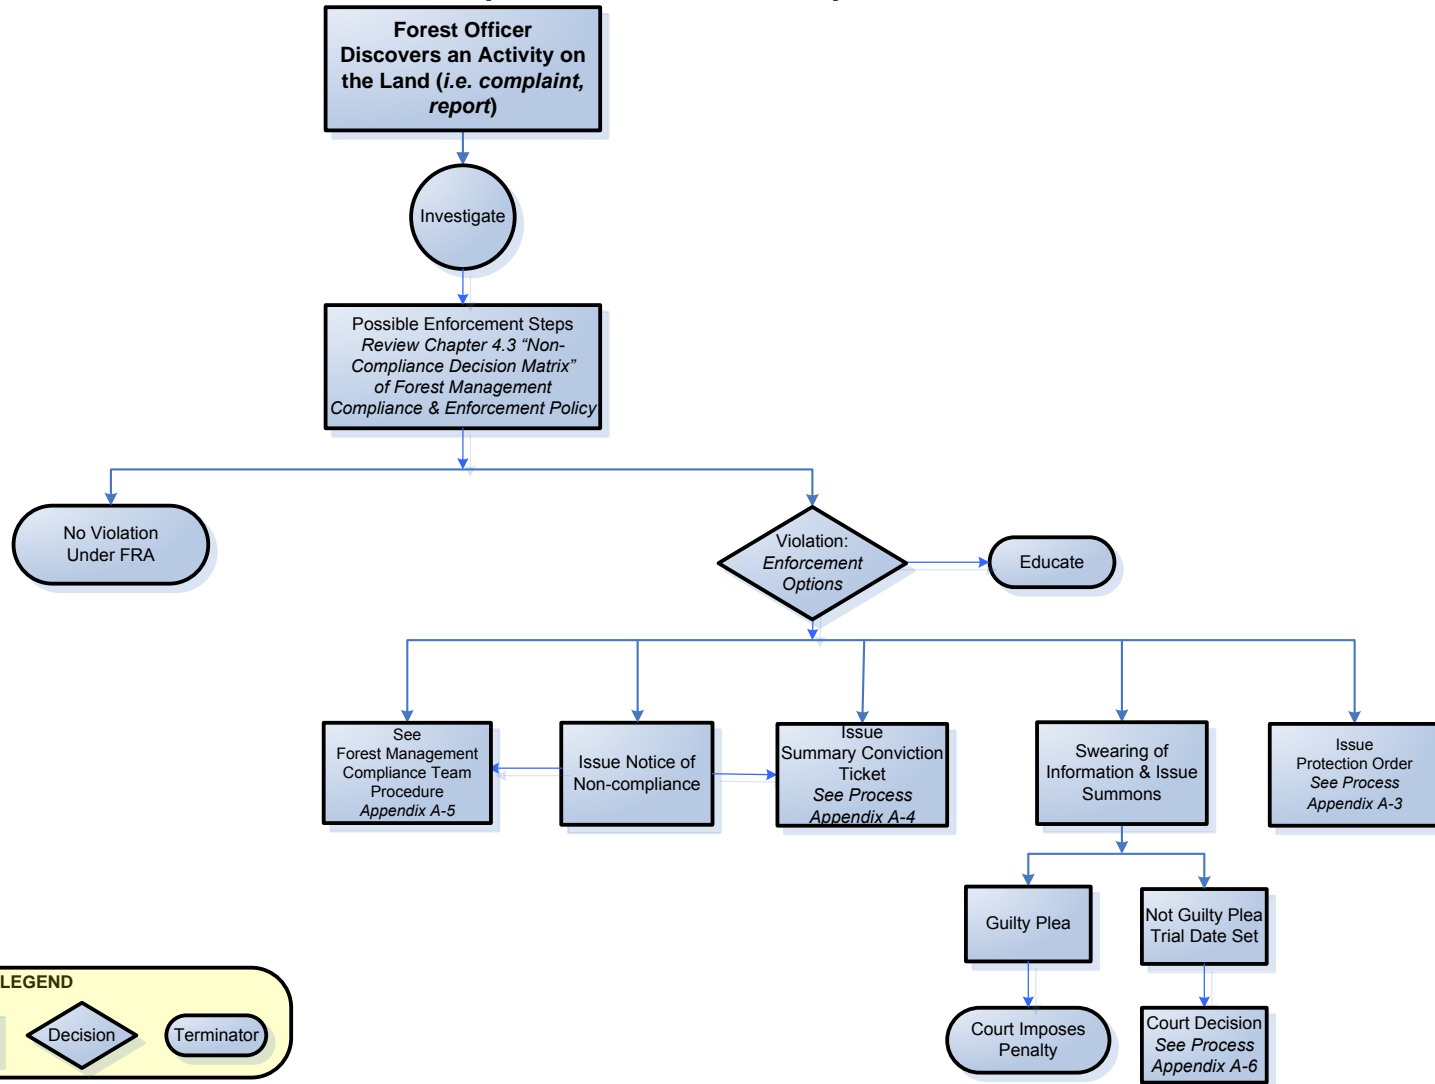 Forest Officer
Discovers an Activity on
the Land (i.e. complaint,
report)
Investigate
Possible Enforcement Steps
Review Chapter 4.3 “Non-
Compliance Decision Matrix”
of Forest Management
Compliance & Enforcement Policy
No Violation
Under FRA
Violation:
Enforcement
Options
Educate
See
Forest Management
Compliance Team
Procedure
Appendix A-5
Issue Notice of
Non-compliance
Issue
Summary Conviction
Ticket
See Process
Appendix A-4
Swearing of
Information & Issue
Summons
Issue
Protection Order
See Process
Appendix A-3
Guilty Plea
Not Guilty Plea
Trial Date Set
Court Imposes
Penalty
Court Decision
See Process
Appendix A-6
LEGEND
Decision
Terminator